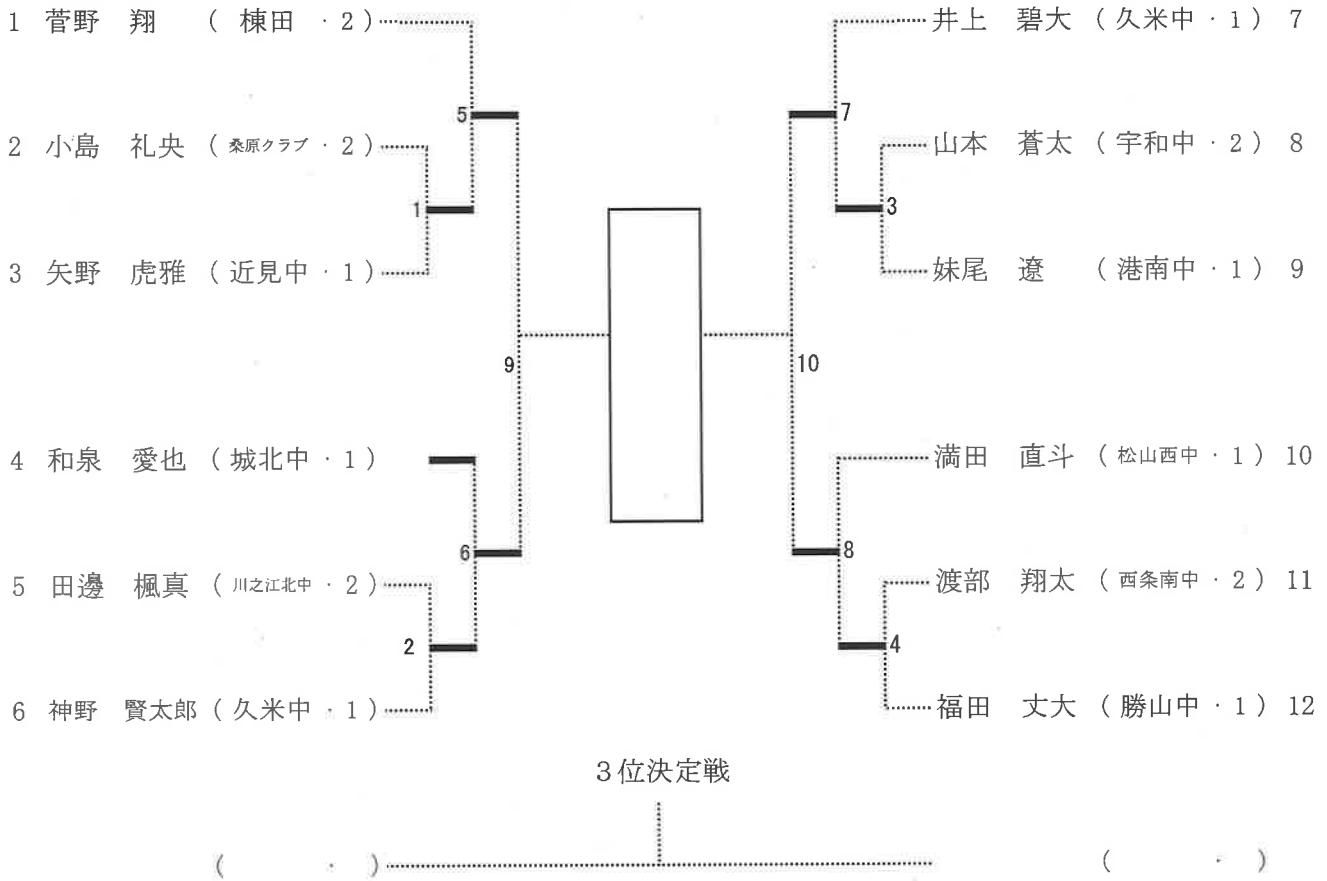 1 菅野 翔 ( 棟田 · 2 )
井上 碧大 ( 久米中 · 1 ) 7
5
7
2 小島 礼央 ( 桑原クラブ · 2 )
山本 蒼太 ( 宇和中 · 2 ) 8
1
3
3 矢野 虎雅 ( 近見中 · 1 )
妹尾 遼 ( 港南中 · 1 ) 9
9
10
4 和泉 愛也 ( 城北中 · 1 )
満田 直斗 ( 松山西中 · 1 ) 10
6
8
5 田邊 楓真 ( 川之江北中 · 2 )
渡部 翔太 ( 西条南中 · 2 ) 11
2
4
6 神野 賢太郎 ( 久米中 · 1 )
福田 丈大 ( 勝山中 · 1 ) 12
3位決定戦
( · )
( · )